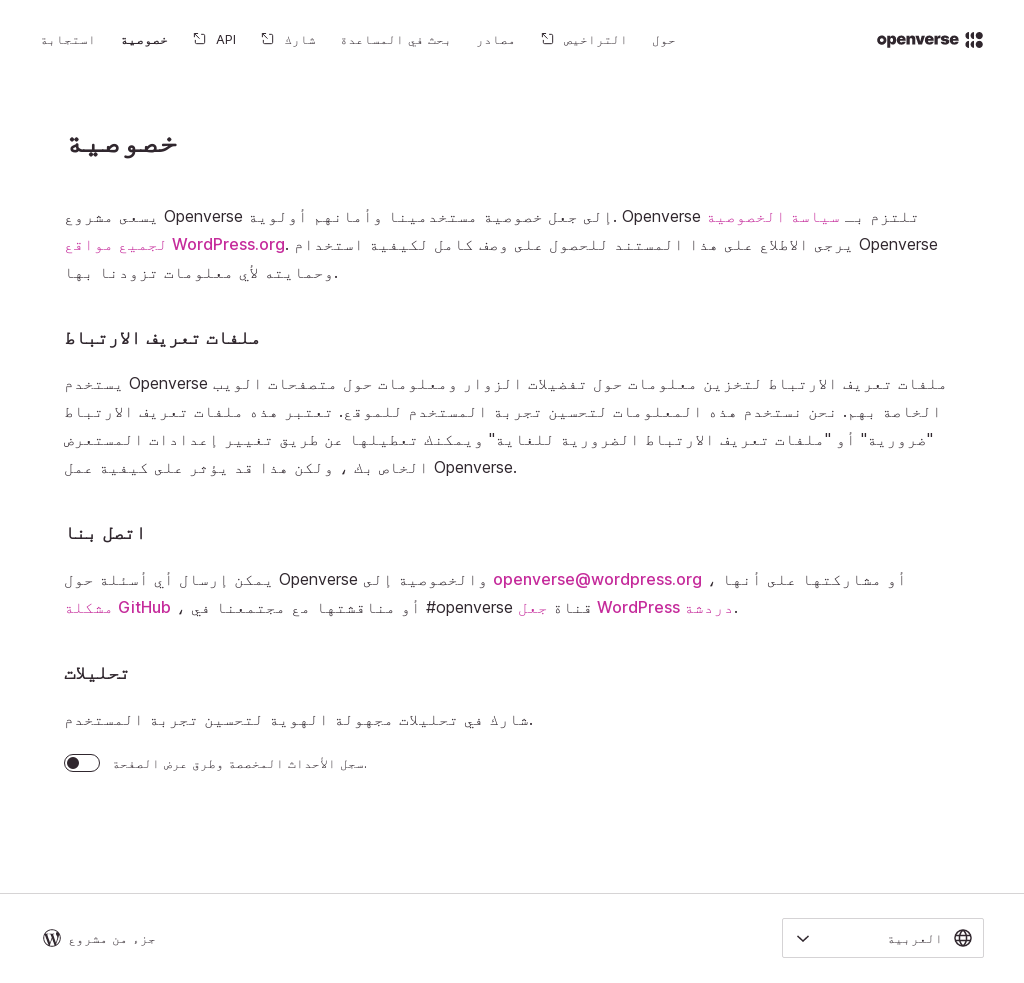 openverse
حول
التراخيص
مصادر
بحث في المساعدة
شارك
API
خصوصية
استجابة
خصوصية
يسعى مشروع Openverse إلى جعل خصوصية مستخدمينا وأمانهم أولوية. Openverse تلتزم بـ سياسة الخصوصية
لجميع مواقع WordPress.org. يرجى الاطلاع على هذا المستند للحصول على وصف كامل لكيفية استخدام Openverse
وحمايته لأي معلومات تزودنا بها.
ملفات تعريف الارتباط
يستخدم Openverse ملفات تعريف الارتباط لتخزين معلومات حول تفضيلات الزوار ومعلومات حول متصفحات الويب
الخاصة بهم. نحن نستخدم هذه المعلومات لتحسين تجربة المستخدم للموقع. تعتبر هذه ملفات تعريف الارتباط
"ضرورية" أو "ملفات تعريف الارتباط الضرورية للغاية" ويمكنك تعطيلها عن طريق تغيير إعدادات المستعرض
الخاص بك ، ولكن هذا قد يؤثر على كيفية عمل Openverse.
اتصل بنا
يمكن إرسال أي أسئلة حول Openverse والخصوصية إلى openverse@wordpress.org ، أو مشاركتها على أنها
مشكلة GitHub ، أو مناقشتها مع مجتمعنا في #openverse قناة جعل WordPress دردشة.
تحليلات
شارك في تحليلات مجهولة الهوية لتحسين تجربة المستخدم.
سجل الأحداث المخصصة وطرق عرض الصفحة.
العربية
جزء من مشروع